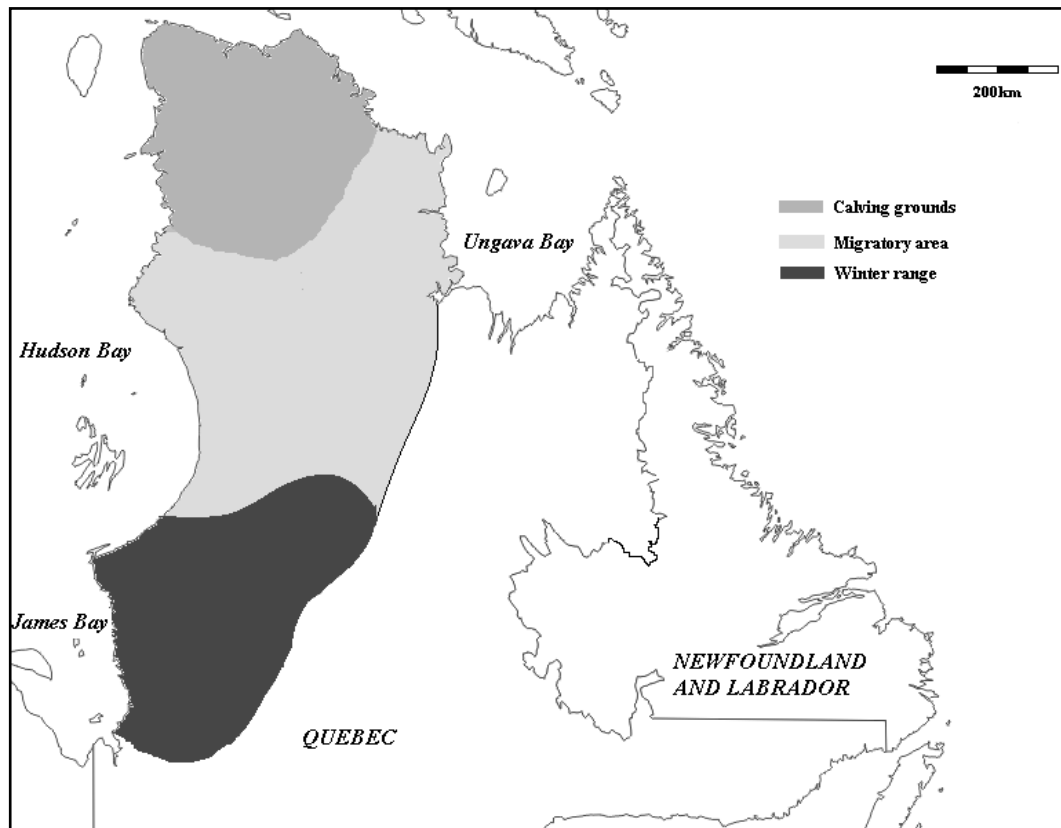 200km
Calving grounds
Migratory area
Winter range
Ungava Bay
Hudson Bay
James Bay
NEWFOUNDLAND
AND LABRADOR
QUEBEC